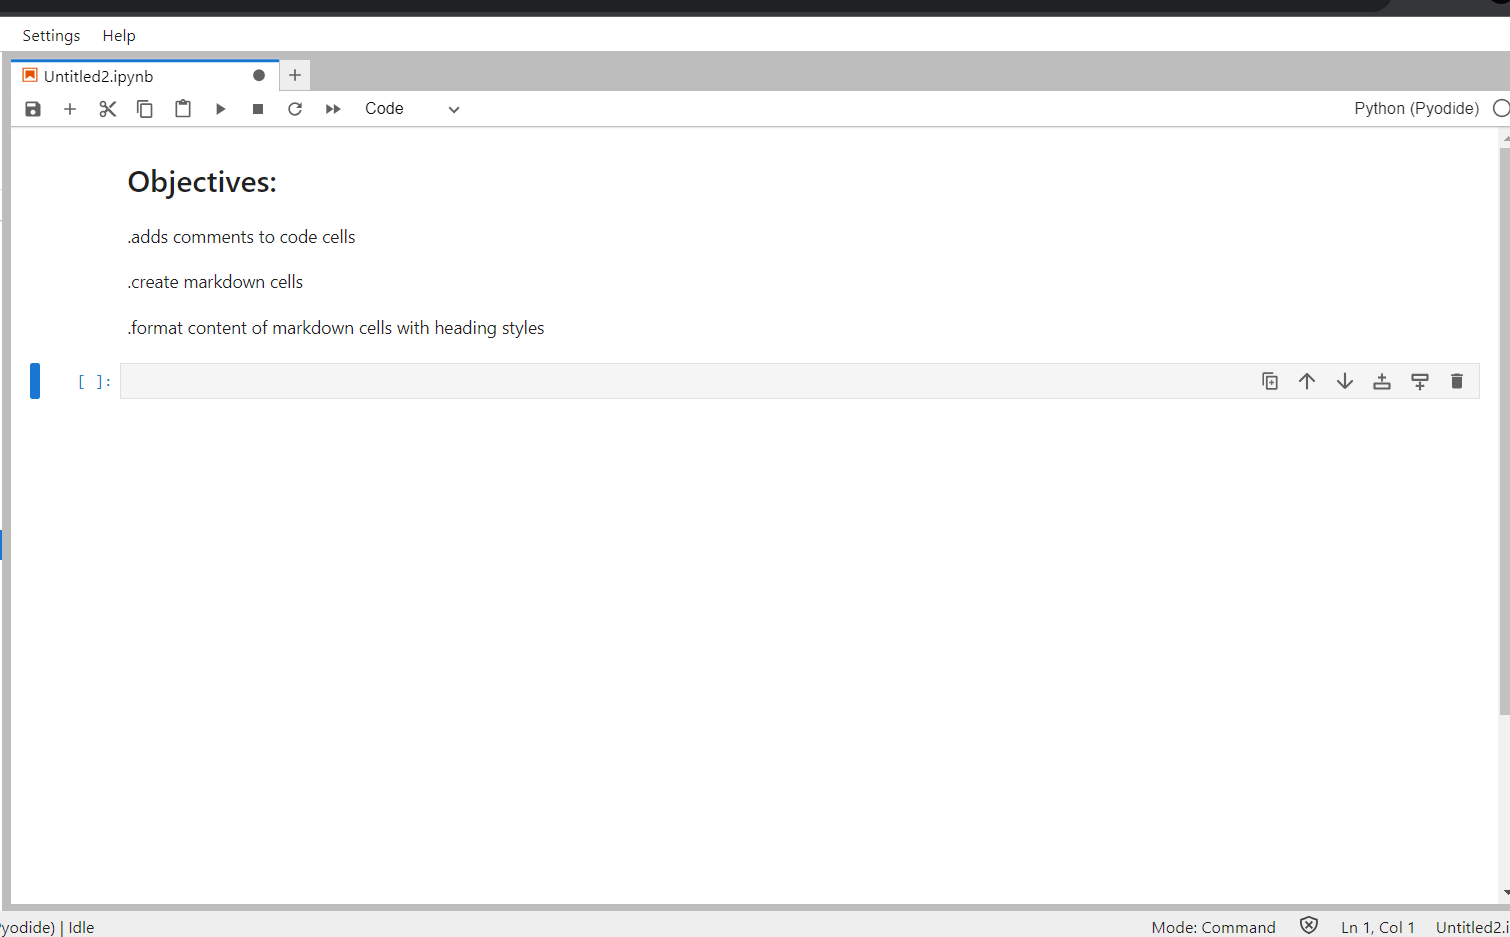 Settings Help
Untitled2.ipynb
Code
Python (Pyodide)
Objectives:
.adds comments to code cells
.create markdown cells
.format content of markdown cells with heading styles
[ ]:
yodide) | Idle
Mode: Command
Ln 1, Col 1
Untitled2.i